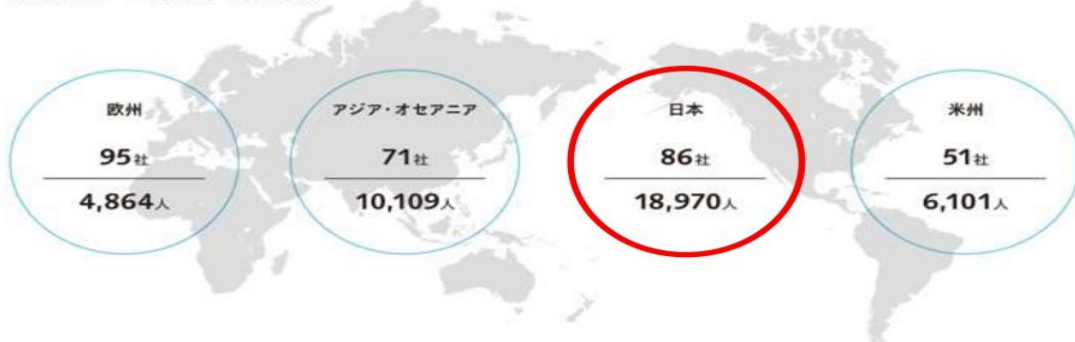 欧州
95社
4,864人
アジア・オセアニア
71社
10,109人
日本
86社
18,970人
米州
51社
6,101人